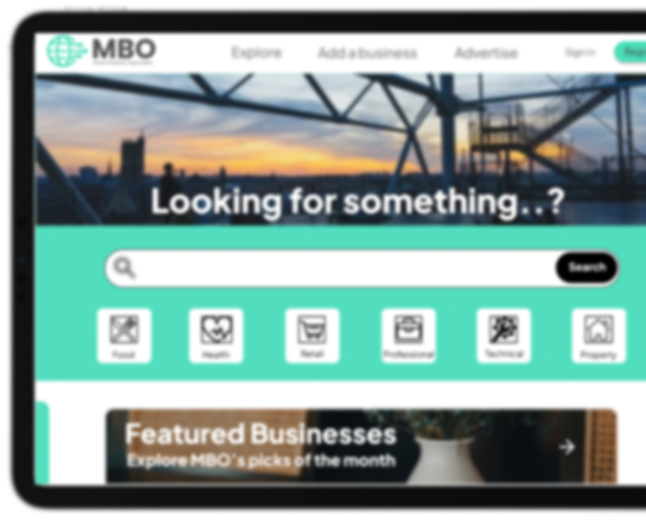 MBO
Explore
Add a business
Advertise
Sign in
Looking for something..?
Search
Food
Health
Retail
Professional
Technical
Property
Featured Businesses
Explore MBO's picks of the month